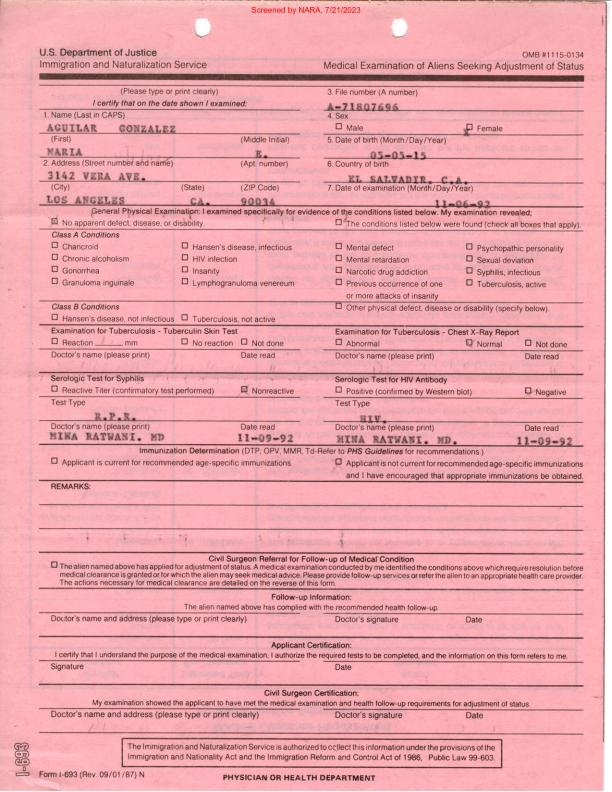 Screened by NARA, 7/21/2023
U.S. Department of Justice
Immigration and Naturalization Service
OMB #1115-0134
Medical Examination of Aliens Seeking Adjustment of Status
(Please type or print clearly)
I certify that on the date shown I examined:
3. File number (A number)
A-71807696
1. Name (Last in CAPS)
AGUILAR GONZALEZ
4. Sex
Male Female
(First) (Middle Initial)
MARIA E.
5. Date of birth (Month/Day/Year)
05-05-15
2. Address (Street number and name) (Apt. number)
3142 VERA AVE.
6. Country of birth
EL SALVADIR, C.A.
(City) (State) (ZIP Code)
LOS ANGELES CA. 90034
7. Date of examination (Month/Day/Year)
11-06-92
General Physical Examination: I examined specifically for evidence of the conditions listed below. My examination revealed;
No apparent defect, disease, or disability.
The conditions listed below were found (check all boxes that apply).
Class A Conditions
Chancroid Hansen's disease, infectious Mental defect Psychopathic personality
Chronic alcoholism HIV infection Mental retardation Sexual deviation
Gonorrhea Insanity Narcotic drug addiction Syphilis, infectious
Granuloma inguinale Lymphogranuloma venereum Previous occurrence of one Tuberculosis, active
or more attacks of insanity
Class B Conditions
Other physical defect, disease or disability (specify below).
Hansen's disease, not infectious Tuberculosis, not active
Examination for Tuberculosis - Tuberculin Skin Test
Reaction mm No reaction Not done
Doctor's name (please print) Date read
Examination for Tuberculosis - Chest X-Ray Report
Abnormal Normal Not done
Doctor's name (please print) Date read
Serologic Test for Syphilis
Reactive Titer (confirmatory test performed) Nonreactive
Test Type
R.P.R.
Doctor's name (please print) Date read
MINA RATWANI, MD 11-09-92
Serologic Test for HIV Antibody
Positive (confirmed by Western blot) Negative
Test Type
HIV.
Doctor's name (please print) Date read
MINA RATWANI, MD. 11-09-92
Immunization Determination (DTP, OPV, MMR, Td-Refer to PHS Guidelines for recommendations.)
Applicant is current for recommended age-specific immunizations.
Applicant is not current for recommended age-specific immunizations
and I have encouraged that appropriate immunizations be obtained.
REMARKS:
Civil Surgeon Referral for Follow-up of Medical Condition
The alien named above has applied for adjustment of status. A medical examination conducted by me identified the conditions above which require resolution before
medical clearance is granted or for which the alien may seek medical advice. Please provide follow-up services or refer the alien to an appropriate health care provider.
The actions necessary for medical clearance are detailed on the reverse of this form.
Follow-up Information:
The alien named above has complied with the recommended health follow-up.
Doctor's name and address (please type or print clearly) Doctor's signature Date
Applicant Certification:
I certify that I understand the purpose of the medical examination, I authorize the required tests to be completed, and the information on this form refers to me.
Signature Date
Civil Surgeon Certification:
My examination showed the applicant to have met the medical examination and health follow-up requirements for adjustment of status.
Doctor's name and address (please type or print clearly) Doctor's signature Date
The Immigration and Naturalization Service is authorized to collect this information under the provisions of the
Immigration and Nationality Act and the Immigration Reform and Control Act of 1986, Public Law 99-603.
I-693
Form I-693 (Rev. 09/01/87) N
PHYSICIAN OR HEALTH DEPARTMENT